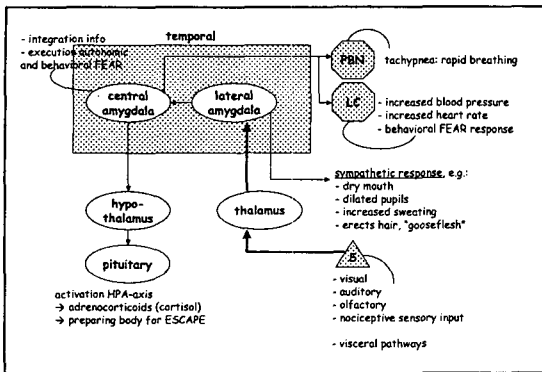 temporal
- integration info
- execution autonomic
and behavioral FEAR
central
amygdala
lateral
amygdala
PBN
tachypnea: rapid breathing
LC
- increased blood pressure
- increased heart rate
- behavioral FEAR response
sympathetic response, e.g.:
- dry mouth
- dilated pupils
- increased sweating
- erects hair, "gooseflesh"
hypo-
thalamus
thalamus
pituitary
activation HPA-axis
→ adrenocorticoids (cortisol)
→ preparing body for ESCAPE
5
- visual
- auditory
- olfactory
- nociceptive sensory input
- visceral pathways